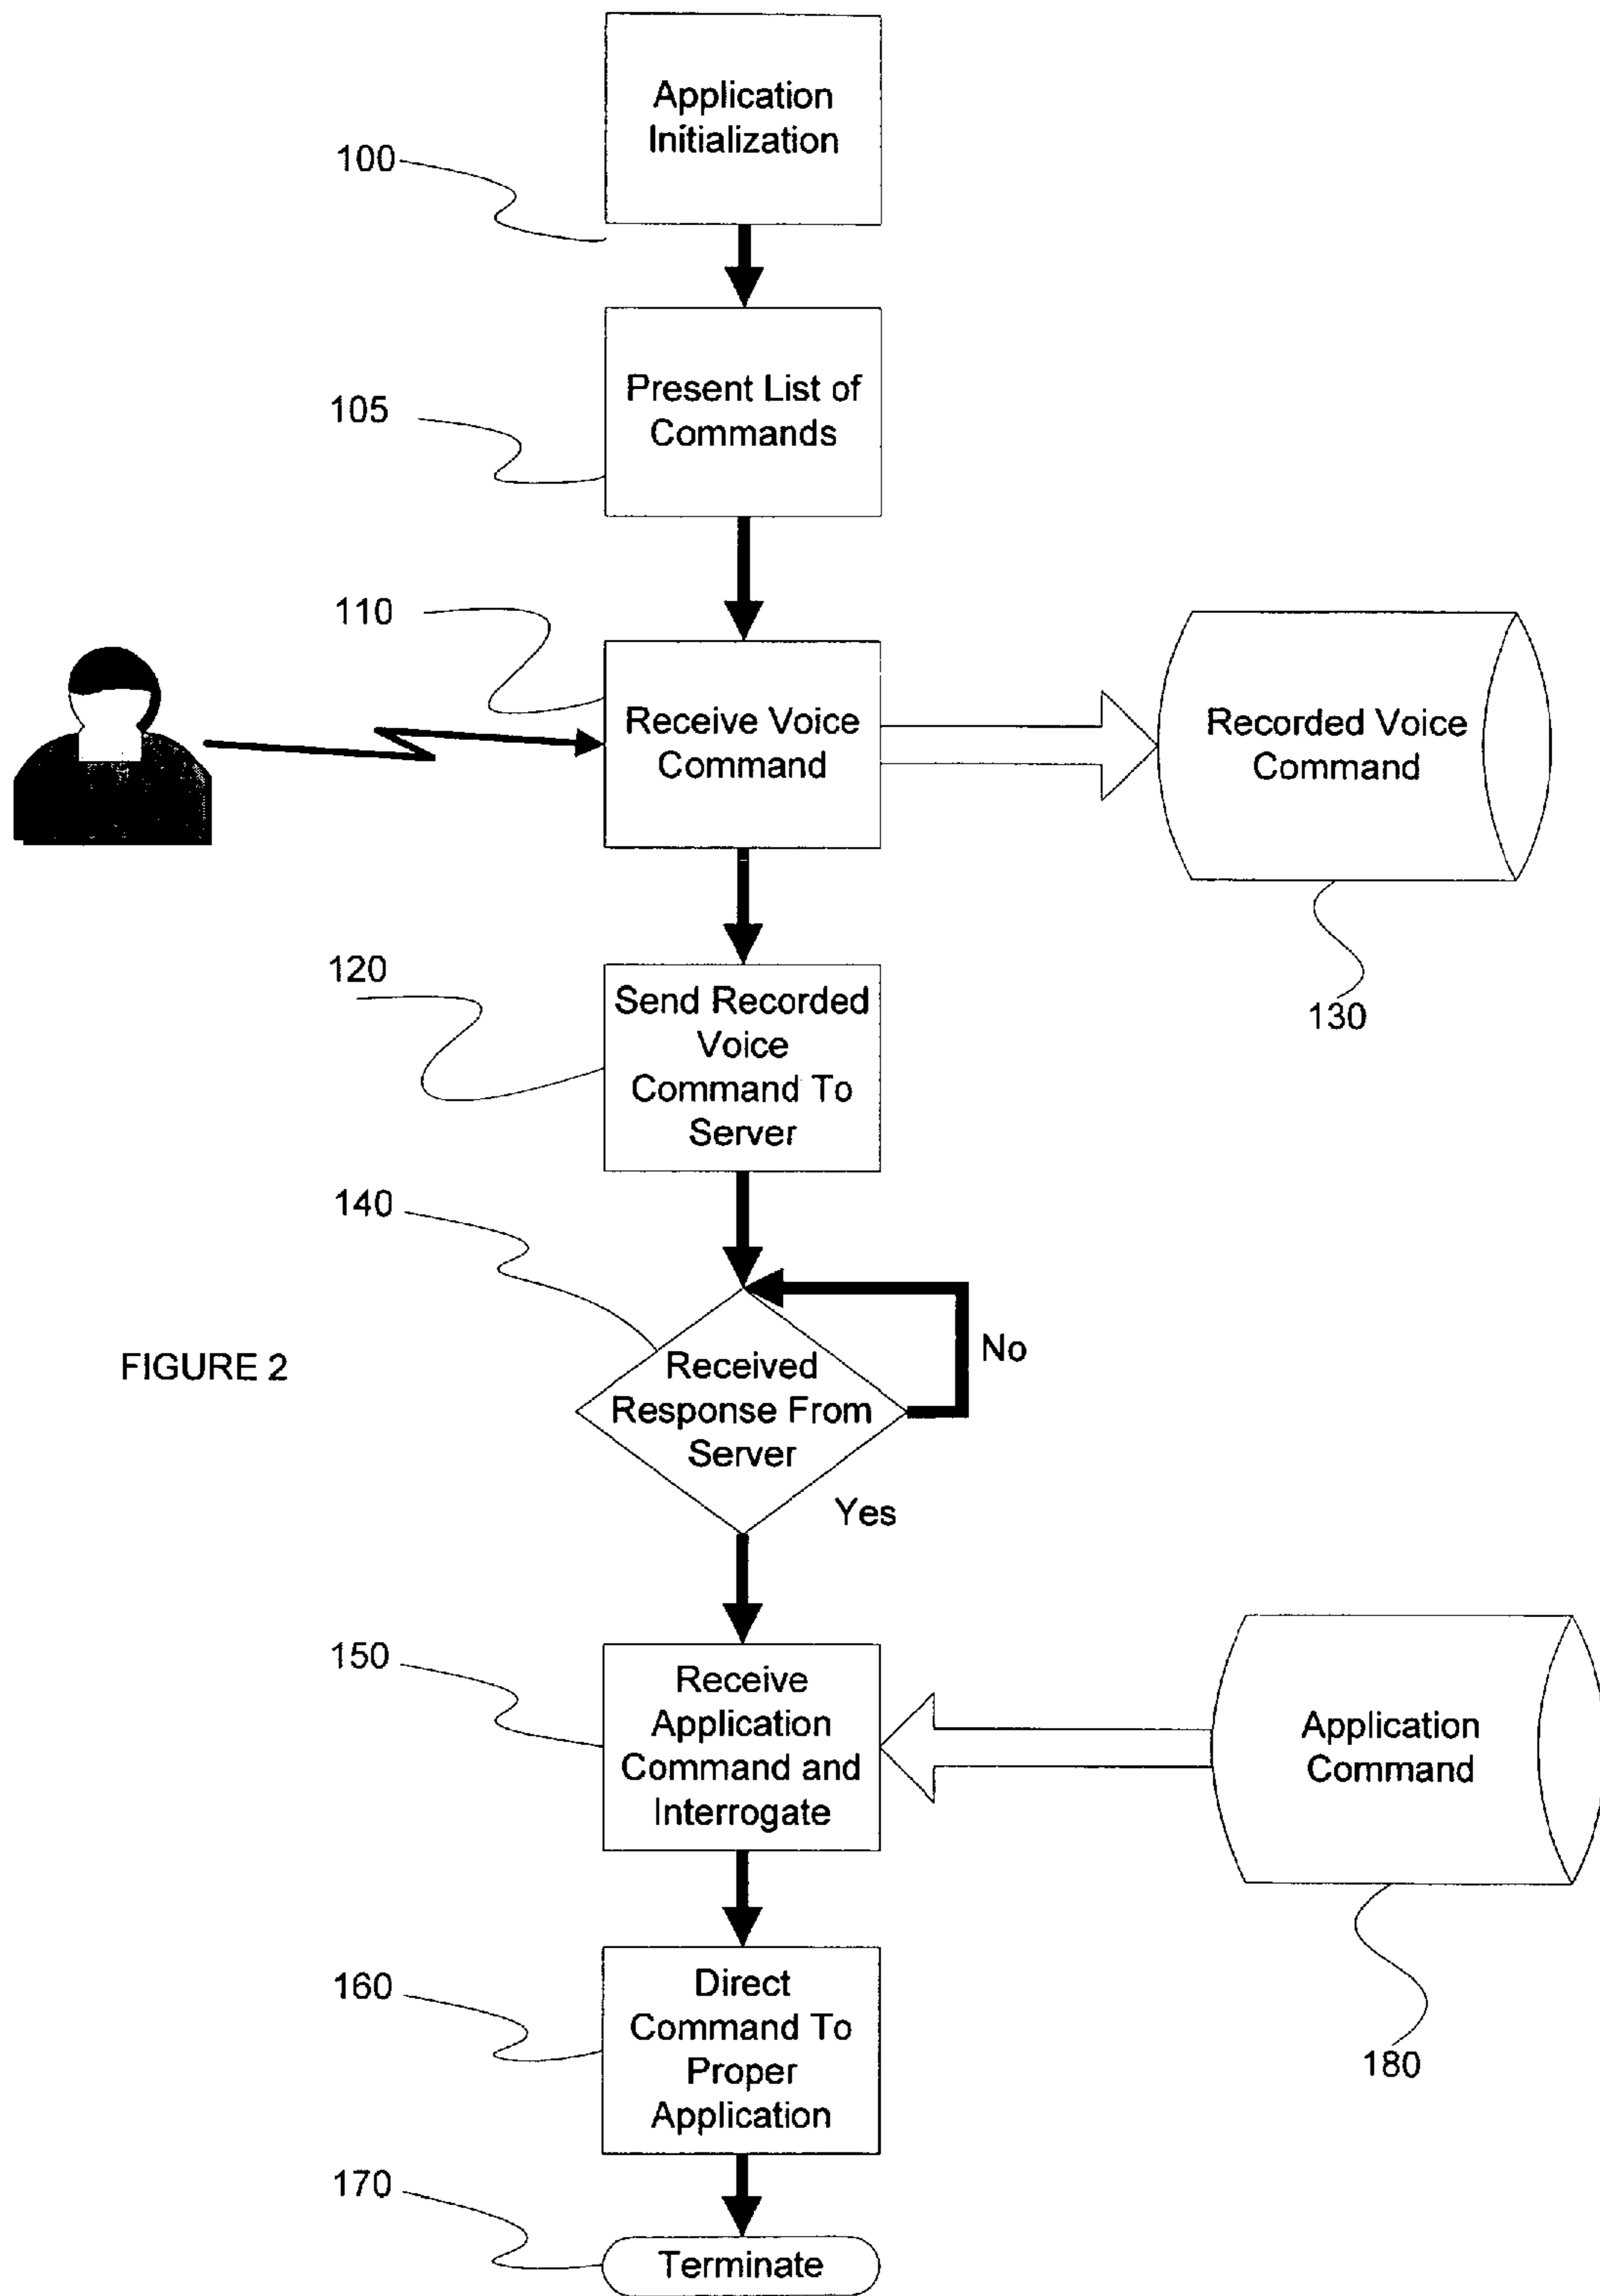 Application
Initialization
100
Present List of
Commands
105
110
Receive Voice
Command
Recorded Voice
Command
130
120
Send Recorded
Voice
Command To
Server
140
Received
Response From
Server
No
Yes
FIGURE 2
150
Receive
Application
Command and
Interrogate
Application
Command
180
160
Direct
Command To
Proper
Application
170
Terminate